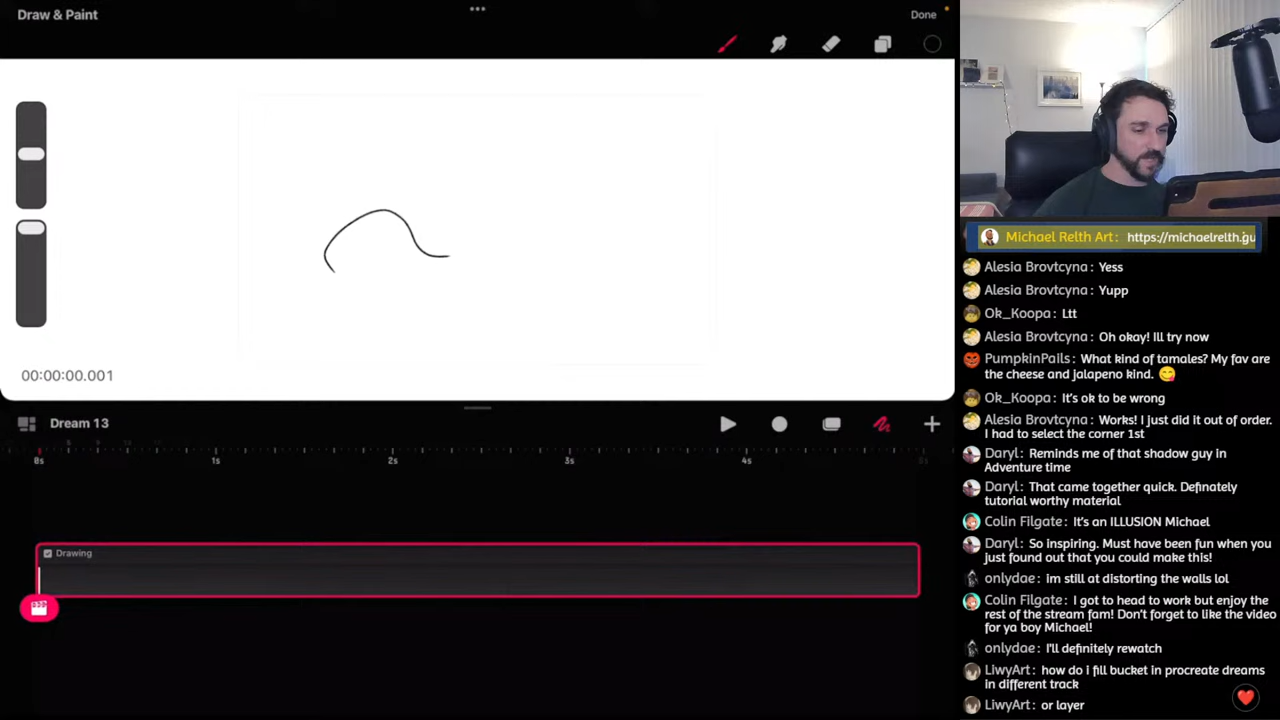 Draw & Paint
Done
00:00:00.001
Dream 13
0s
1s
2s
3s
4s
Drawing
Michael Relth Art: https://michaelrelth.gu
Alesia Brovtcyna: Yess
Alesia Brovtcyna: Yupp
Ok_Koopa: Ltt
Alesia Brovtcyna: Oh okay! Ill try now
PumpkinPails: What kind of tamales? My fav are
the cheese and jalapeno kind. 😋
Ok_Koopa: It's ok to be wrong
Alesia Brovtcyna: Works! I just did it out of order.
I had to select the corner 1st
Daryl: Reminds me of that shadow guy in
Adventure time
Daryl: That came together quick. Definately
tutorial worthy material
Colin Filgate: It's an ILLUSION Michael
Daryl: So inspiring. Must have been fun when you
just found out that you could make this!
onlydae: im still at distorting the walls lol
Colin Filgate: I got to head to work but enjoy the
rest of the stream fam! Don't forget to like the video
for ya boy Michael!
onlydae: I'll definitely rewatch
LiwyArt: how do i fill bucket in procreate dreams
in different track
LiwyArt: or layer